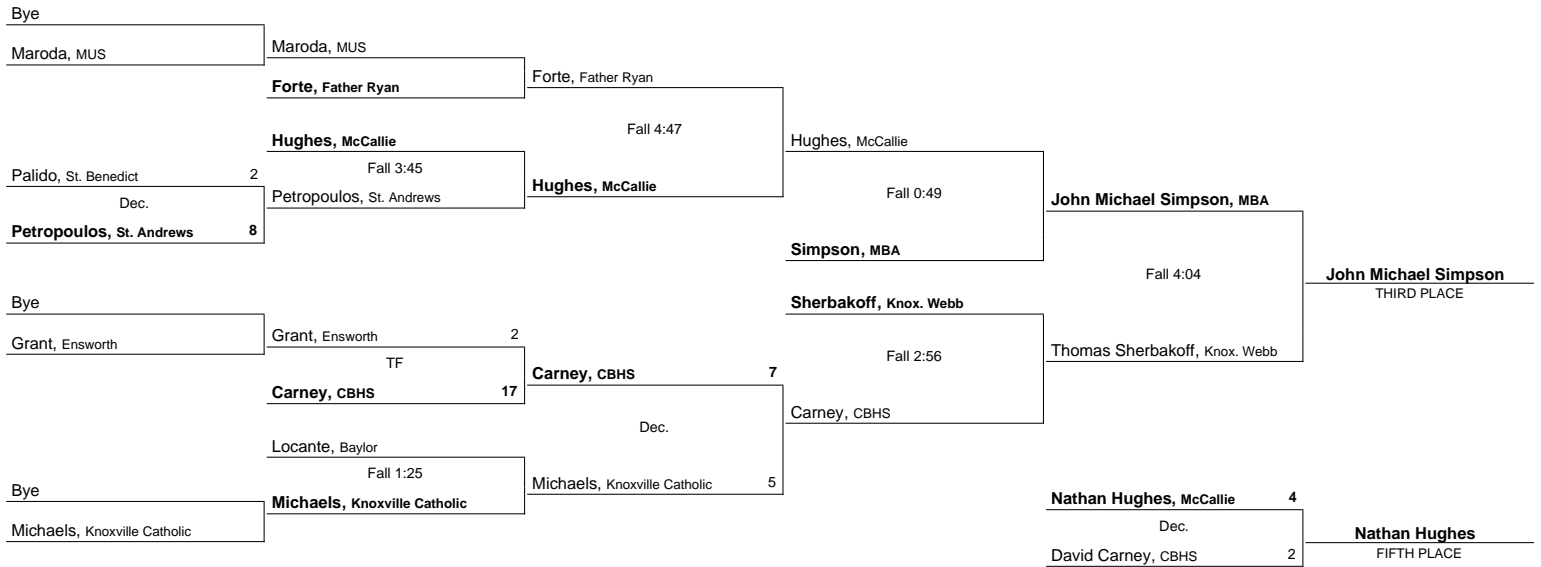 Bye
Maroda, MUS
Maroda, MUS
Forte, Father Ryan
Forte, Father Ryan
Fall 4:47
Hughes, McCallie
Hughes, McCallie
Fall 3:45
Palido, St. Benedict 2
Hughes, McCallie
Petropoulos, St. Andrews
Dec.
Fall 0:49
John Michael Simpson, MBA
Petropoulos, St. Andrews 8
Simpson, MBA
Fall 4:04
John Michael Simpson
THIRD PLACE
Bye
Sherbakoff, Knox. Webb
Grant, Ensworth 2
Grant, Ensworth
Thomas Sherbakoff, Knox. Webb
Fall 2:56
TF
Carney, CBHS 7
Carney, CBHS 17
Carney, CBHS
Dec.
Locante, Baylor
Fall 1:25
Michaels, Knoxville Catholic 5
Bye
Nathan Hughes, McCallie 4
Michaels, Knoxville Catholic
Dec.
Michaels, Knoxville Catholic
Nathan Hughes
FIFTH PLACE
David Carney, CBHS 2